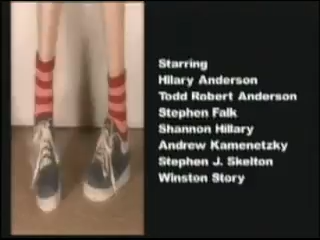 Starring
Hilary Anderson
Todd Robert Anderson
Stephen Falk
Shannon Hillary
Andrew Kamenetzky
Stephen J. Skelton
Winston Story